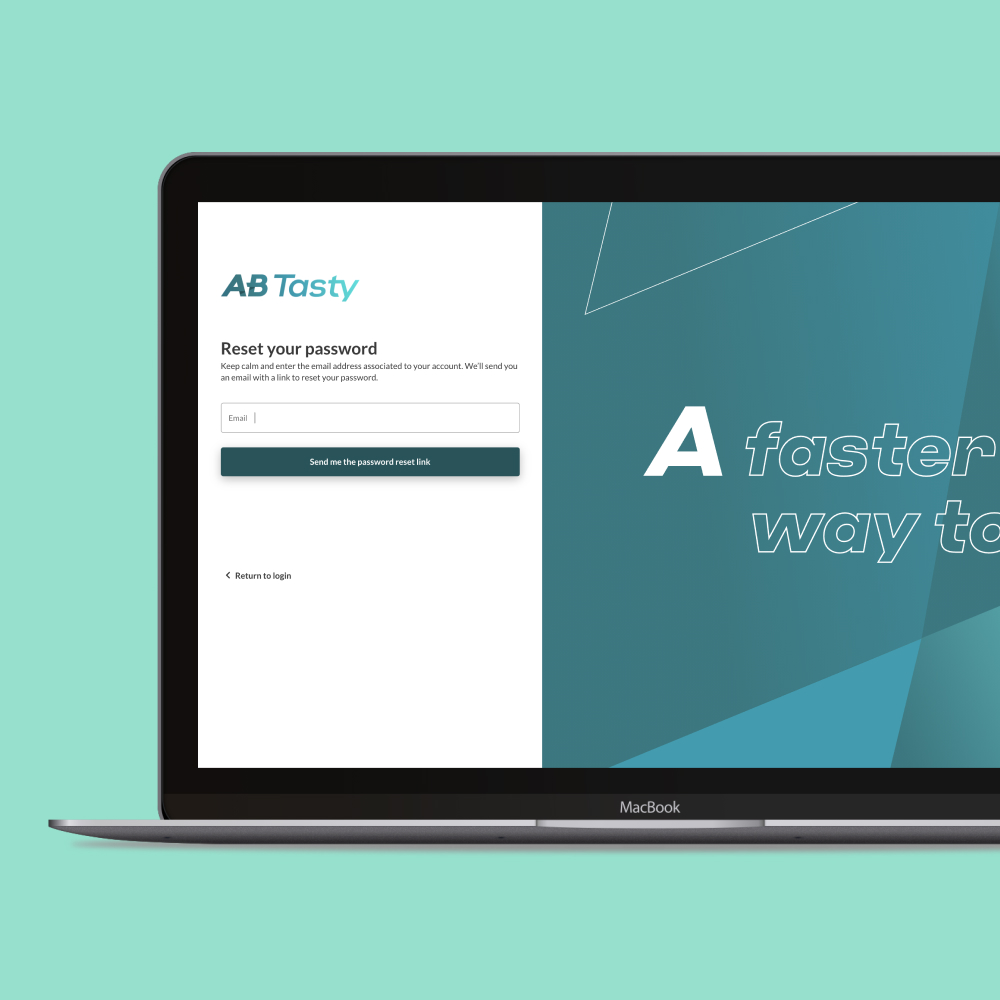 AB Tasty
Reset your password
Keep calm and enter the email address associated to your account. We'll send you
an email with a link to reset your password.
Email
Send me the password reset link
Return to login
A faster
way to
MacBook